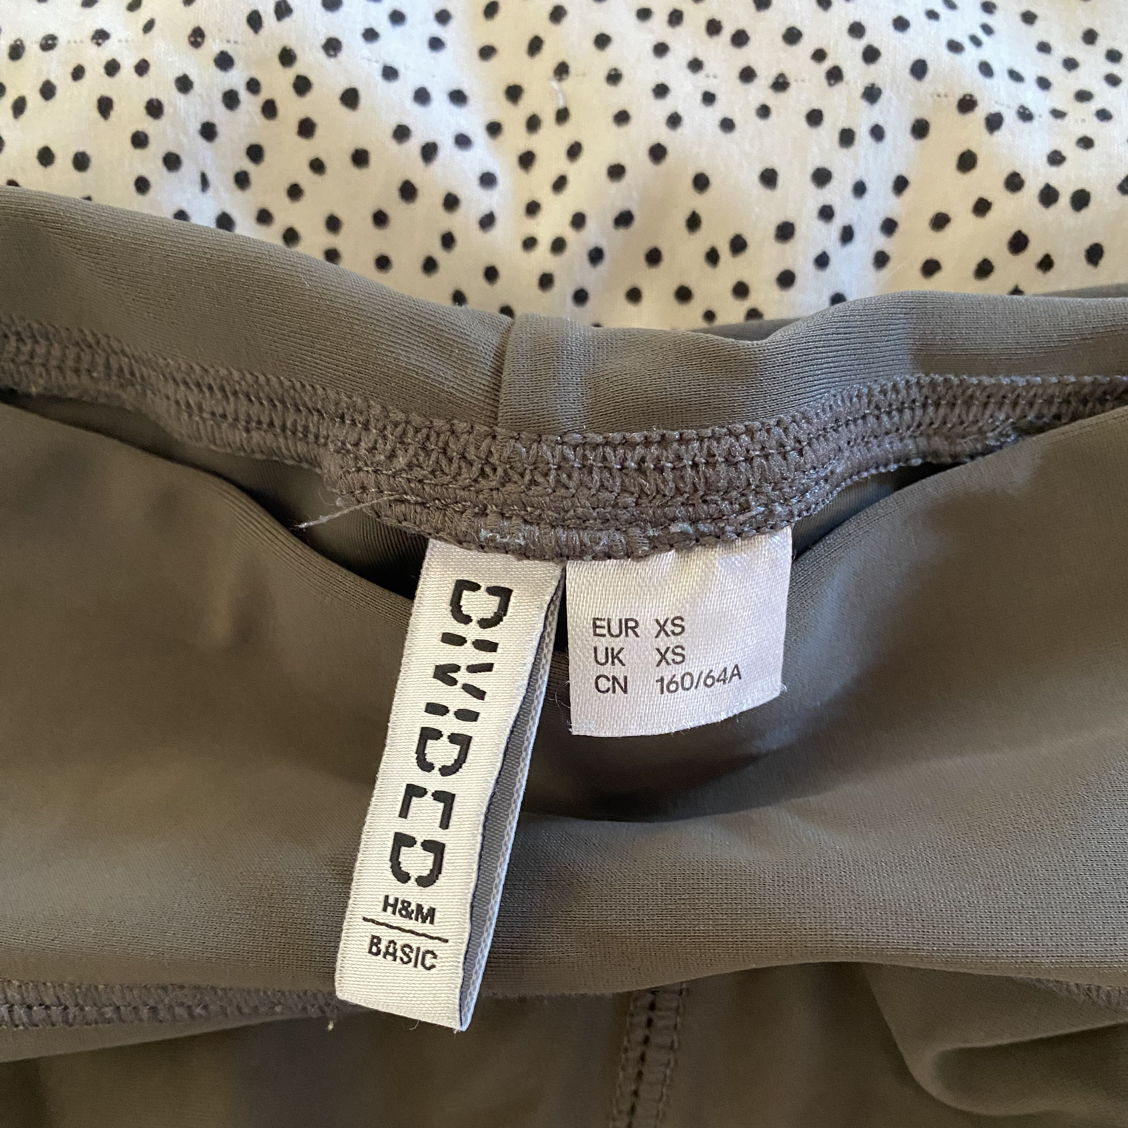 DIVIDED
H&M
BASIC
EUR XS
UK XS
CN 160/64A